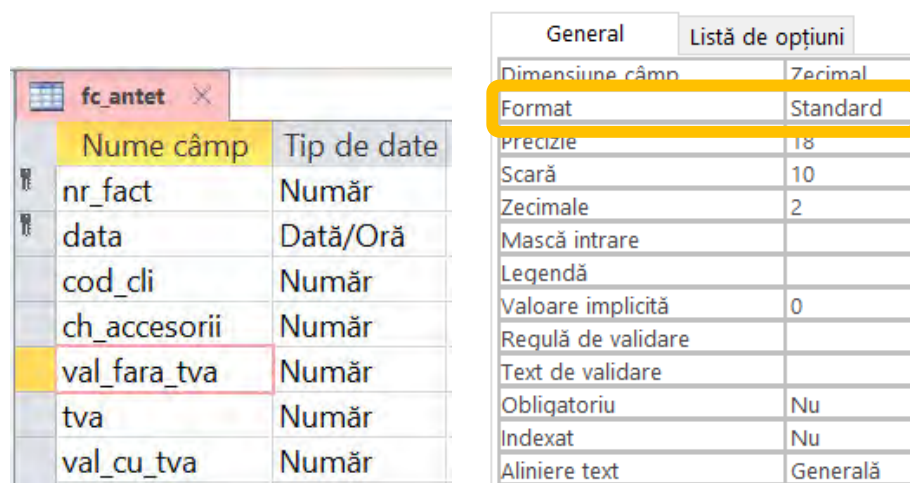 fc_antet
Nume câmp Tip de date
nr_fact Număr
data Dată/Oră
cod_cli Număr
ch_accesorii Număr
val_fara_tva Număr
tva Număr
val_cu_tva Număr
General Listă de opțiuni
Dimensiune câmp Zecimal
Format Standard
Precizie 18
Scară 10
Zecimale 2
Mască intrare
Legendă
Valoare implicită 0
Regulă de validare
Text de validare
Obligatoriu Nu
Indexat Nu
Aliniere text Generală